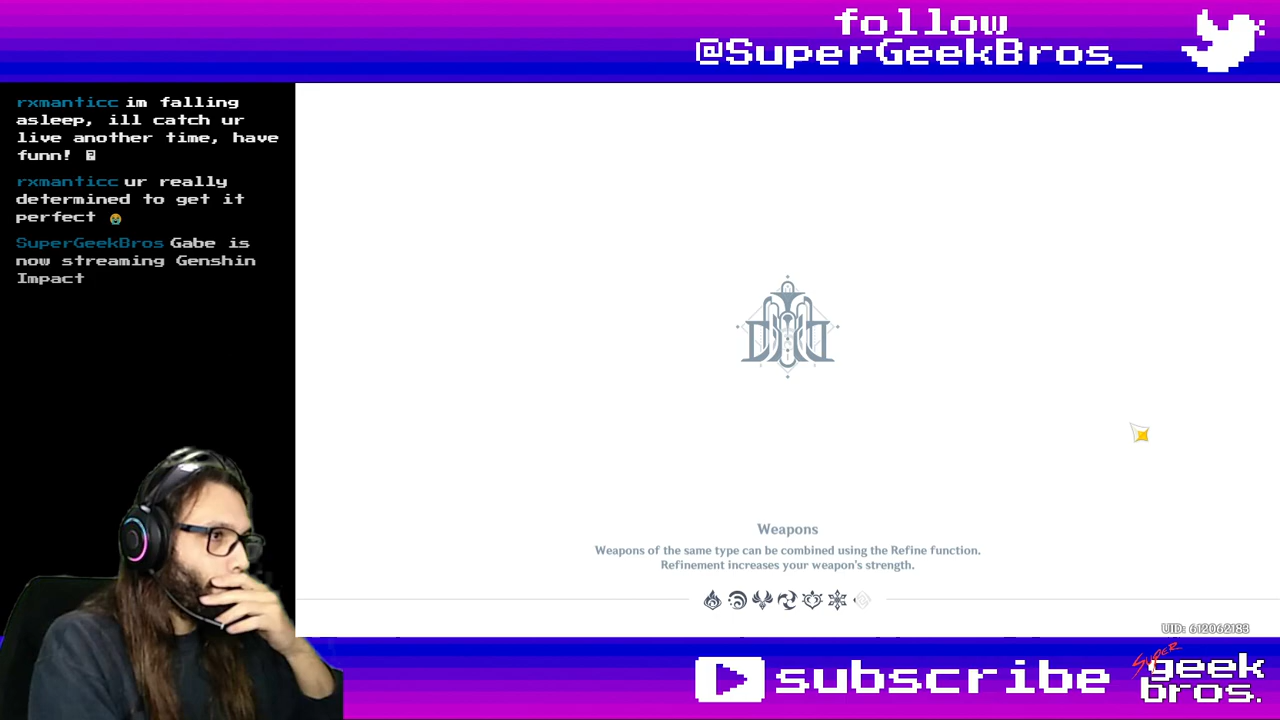 follow
@SuperGeekBros_
rxmanticc im falling
asleep, ill catch ur
live another time, have
funn!
rxmanticc ur really
determined to get it
perfect 😭
SuperGeekBros Gabe is
now streaming Genshin
Impact
Weapons
Weapons of the same type can be combined using the Refine function.
Refinement increases your weapon's strength.
UID: 612062183
subscribe
SUPER
geek
bros.